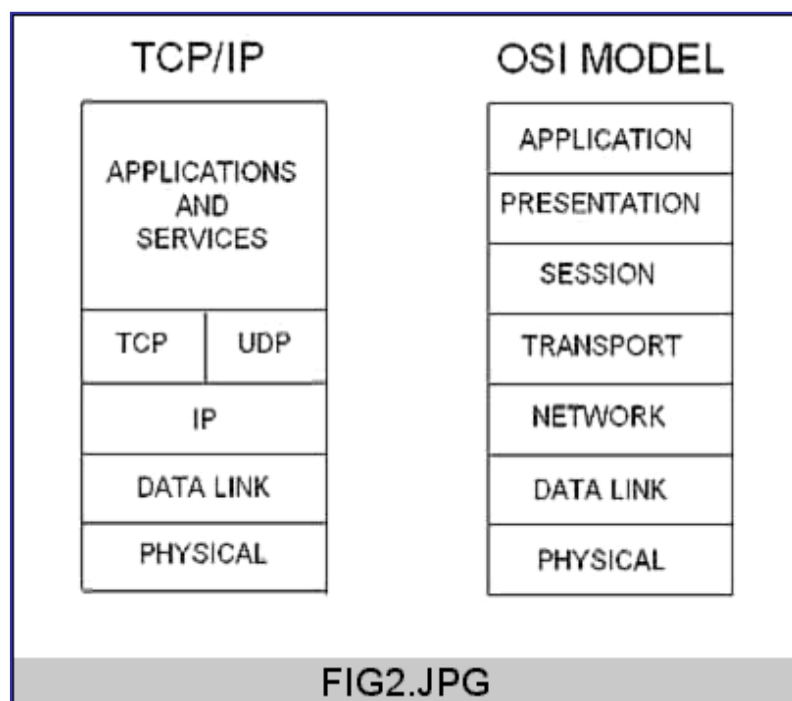 TCP/IP
APPLICATIONS
AND
SERVICES
TCP UDP
IP
DATA LINK
PHYSICAL
OSI MODEL
APPLICATION
PRESENTATION
SESSION
TRANSPORT
NETWORK
DATA LINK
PHYSICAL
FIG2.JPG